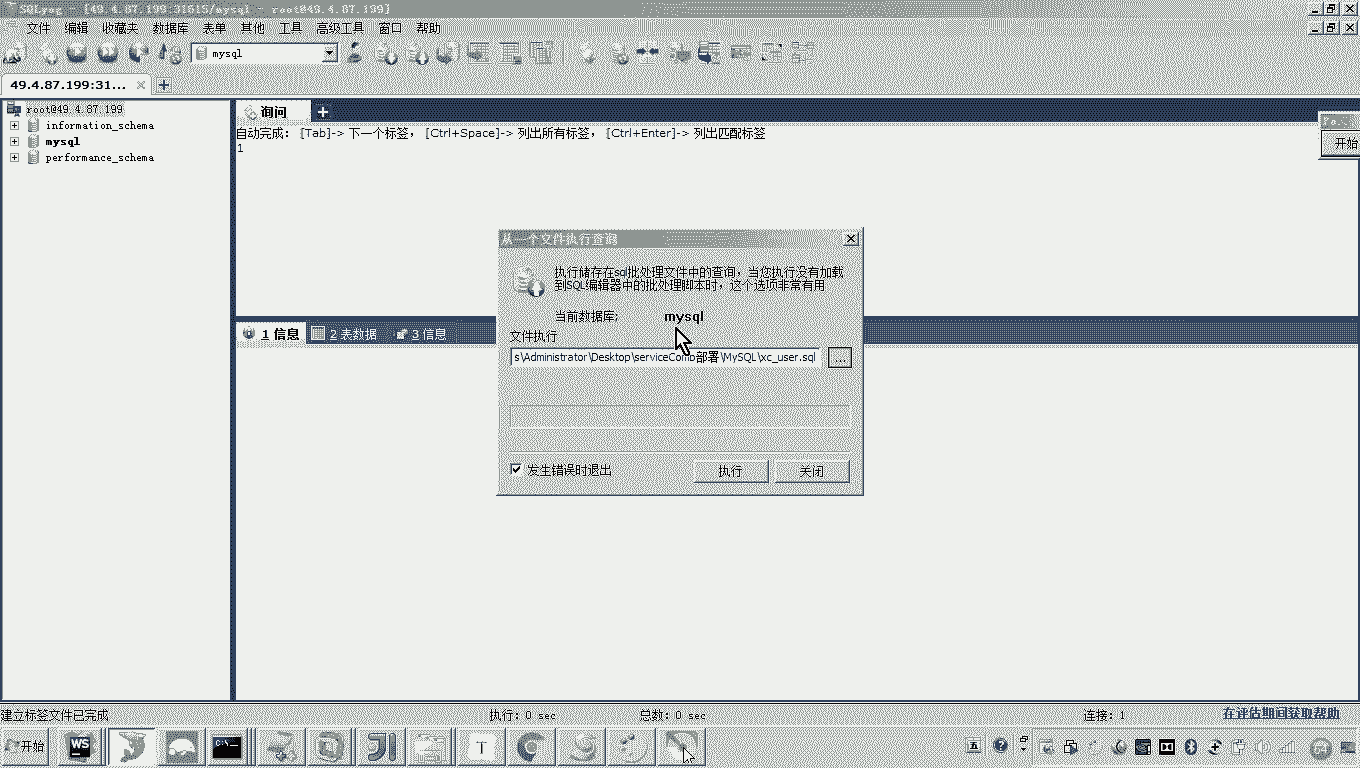 SQLyog - [49.4.87.199:31615/mysql - root@49.4.87.199]
文件 编辑 收藏夹 数据库 表单 其他 工具 高级工具 窗口 帮助
mysql
49.4.87.199:31...
root@49.4.87.199
information_schema
mysql
performance_schema
询问
自动完成: [Tab]-> 下一个标签, [Ctrl+Space]-> 列出所有标签, [Ctrl+Enter]-> 列出匹配标签
1
开始
从一个文件执行查询
执行储存在sql批处理文件中的查询,当您执行没有加载
到SQL编辑器中的批处理脚本时,这个选项非常有用
当前数据库: mysql
文件执行
s\Administrator\Desktop\serviceComb部署\MySQL\xc_user.sql
...
发生错误时退出 执行 关闭
1 信息 2 表数据 3 信息
建立标签文件已完成 执行: 0 sec 总数: 0 sec 连接: 1 在评估期间获取帮助
开始 WS C:\ T 五 64